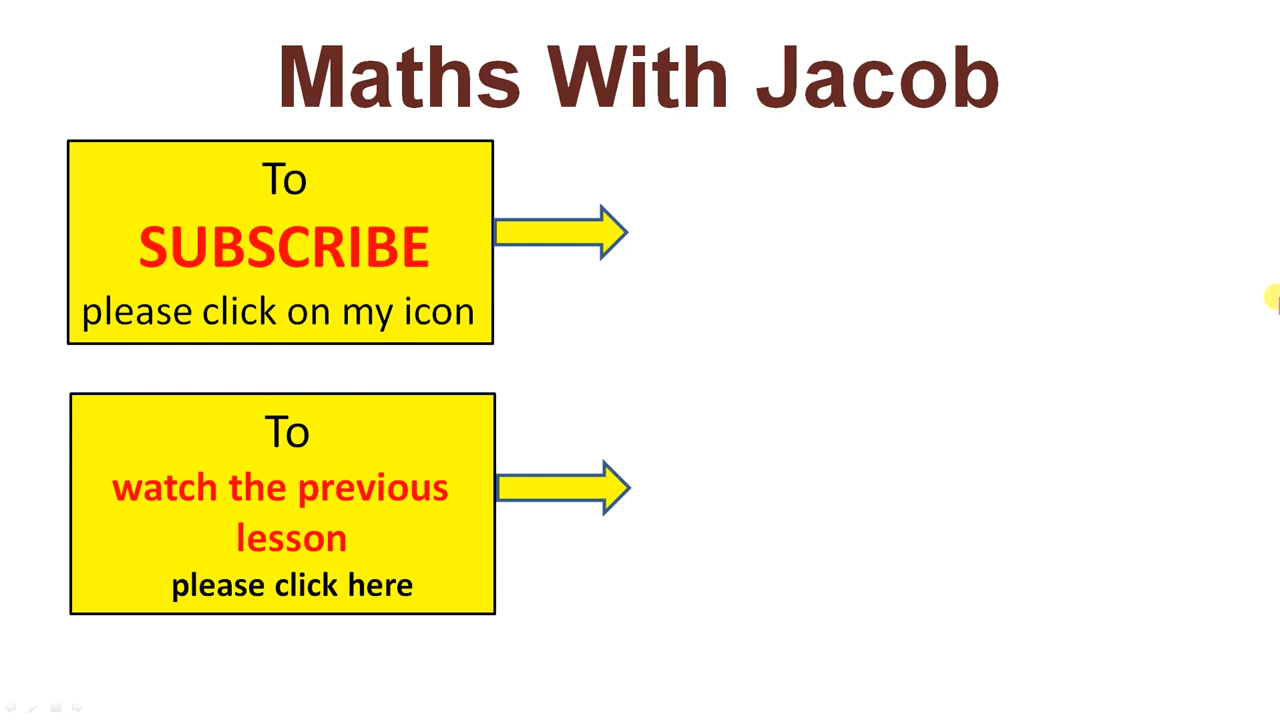 Maths With Jacob
To
SUBSCRIBE
please click on my icon
To
watch the previous
lesson
please click here